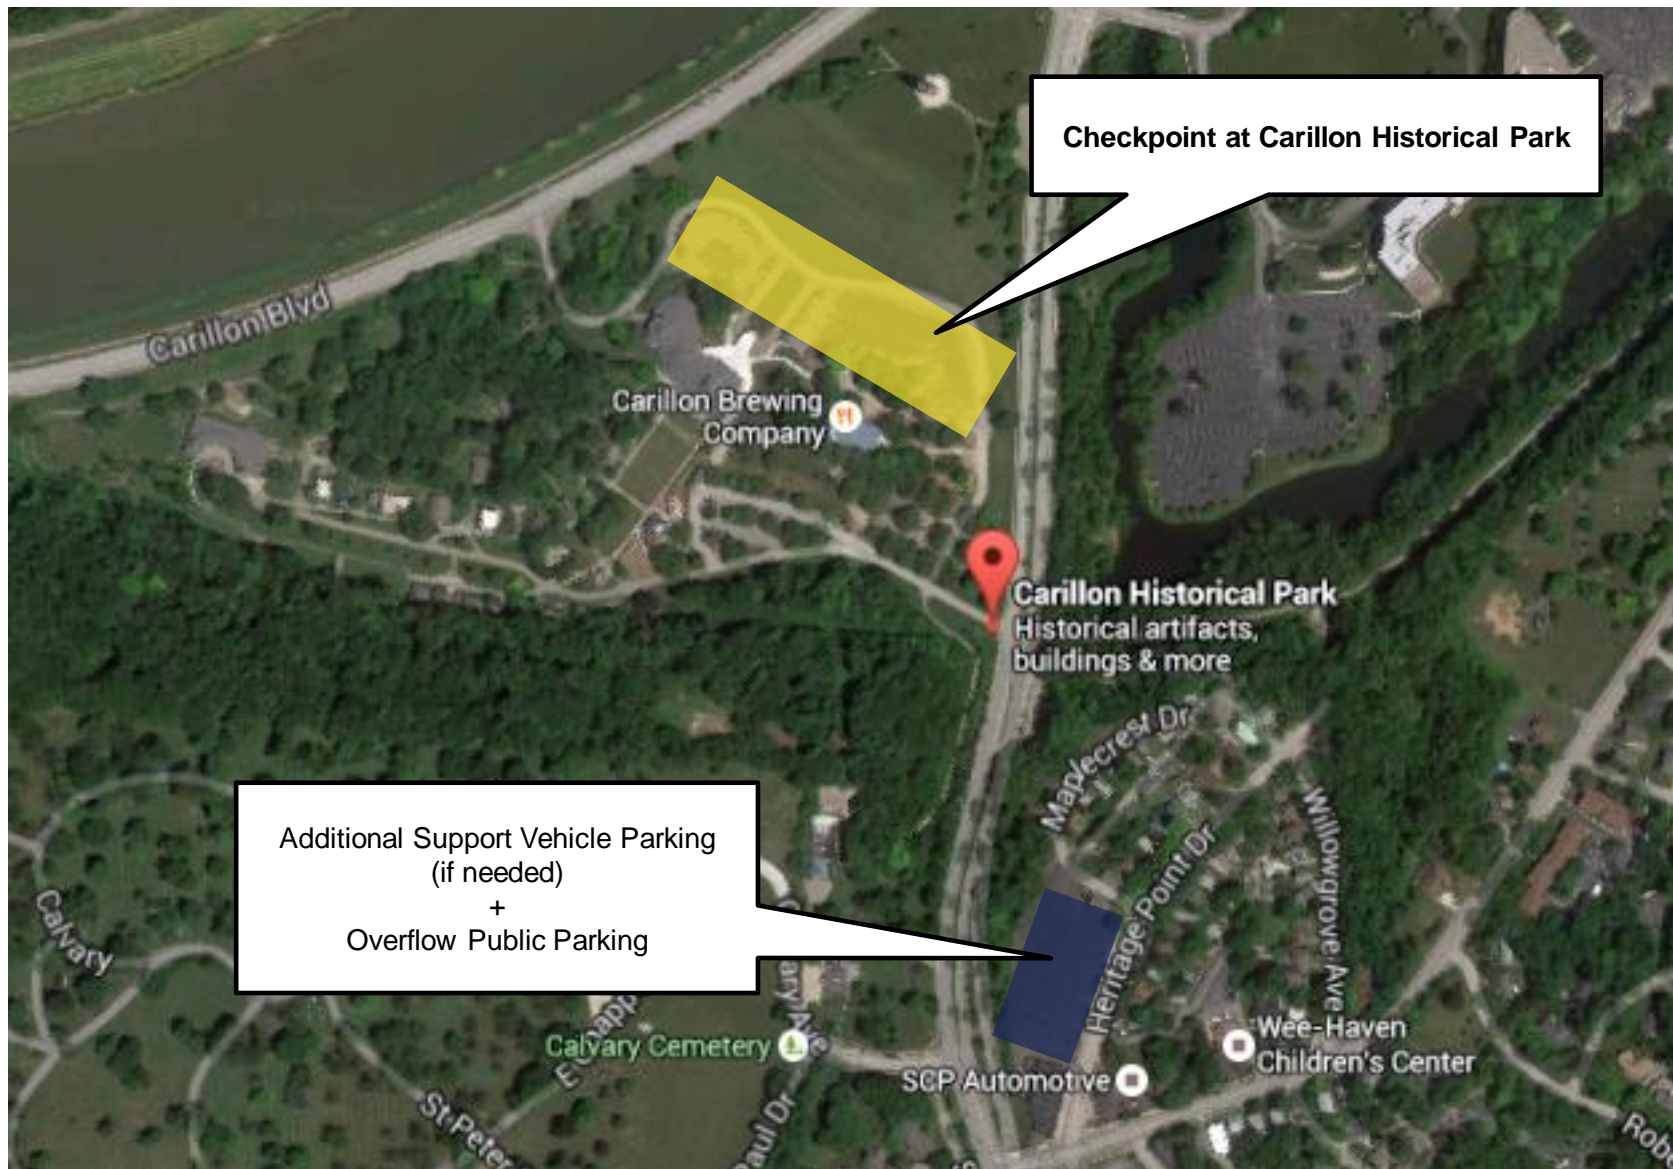 Checkpoint at Carillon Historical Park
Carillon Blvd
Carillon Brewing
Company
Carillon Historical Park
Historical artifacts,
buildings & more
Maplecrest Dr
Additional Support Vehicle Parking
(if needed)
+
Overflow Public Parking
Heritage Point Dr
Willowgrove Ave
Calvary
Calvary Cemetery
Wee-Haven
Children's Center
SCP Automotive
St Peter
Paul Dr